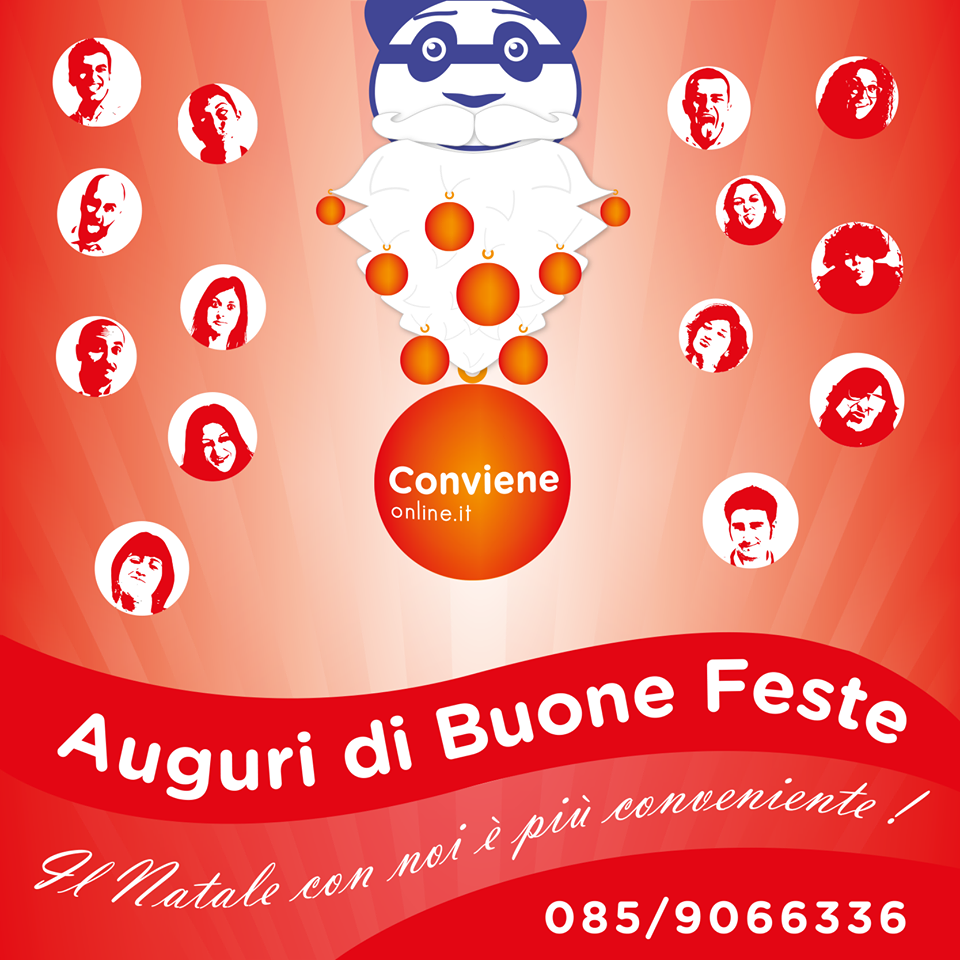 Conviene
online.it
Auguri di Buone Feste
Il Natale con noi è più conveniente !
085/9066336